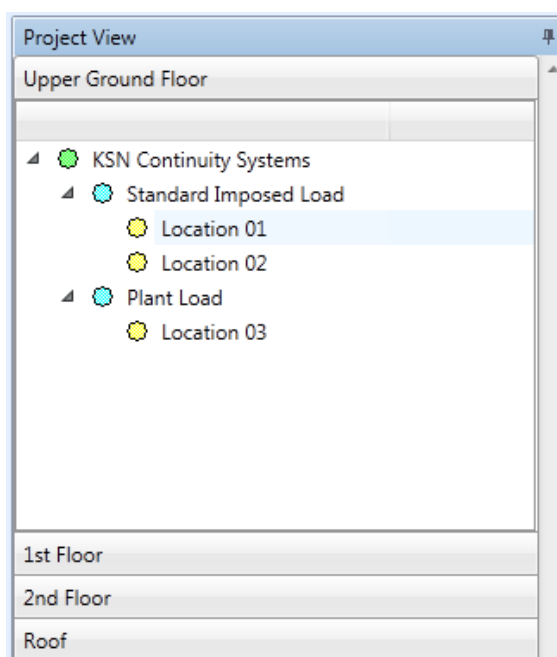 Project View
Upper Ground Floor
KSN Continuity Systems
Standard Imposed Load
Location 01
Location 02
Plant Load
Location 03
1st Floor
2nd Floor
Roof